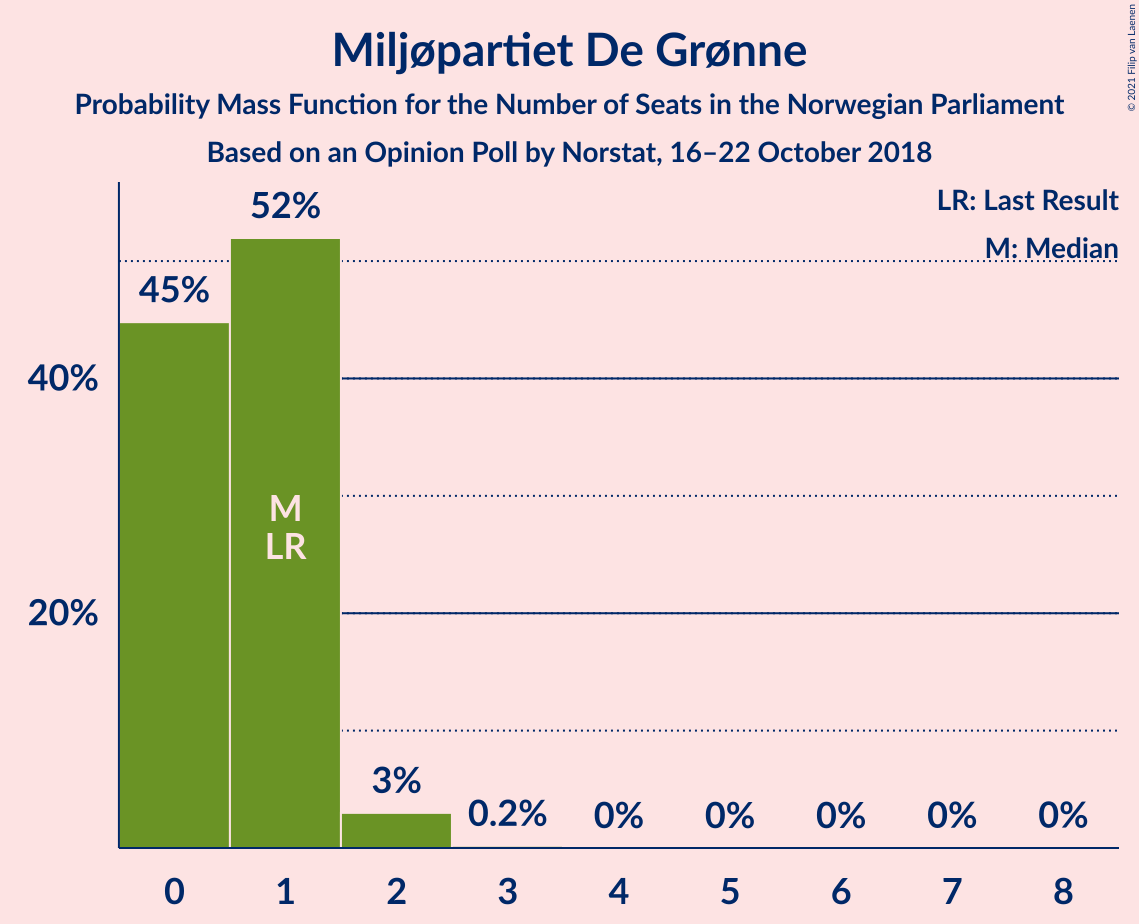 Miljøpartiet De Grønne
Probability Mass Function for the Number of Seats in the Norwegian Parliament
Based on an Opinion Poll by Norstat, 16–22 October 2018
© 2021 Filip van Laenen
LR: Last Result
M: Median
52%
45%
40%
M
LR
20%
3%
0.2%
0%
0%
0%
0%
0%
0 1 2 3 4 5 6 7 8